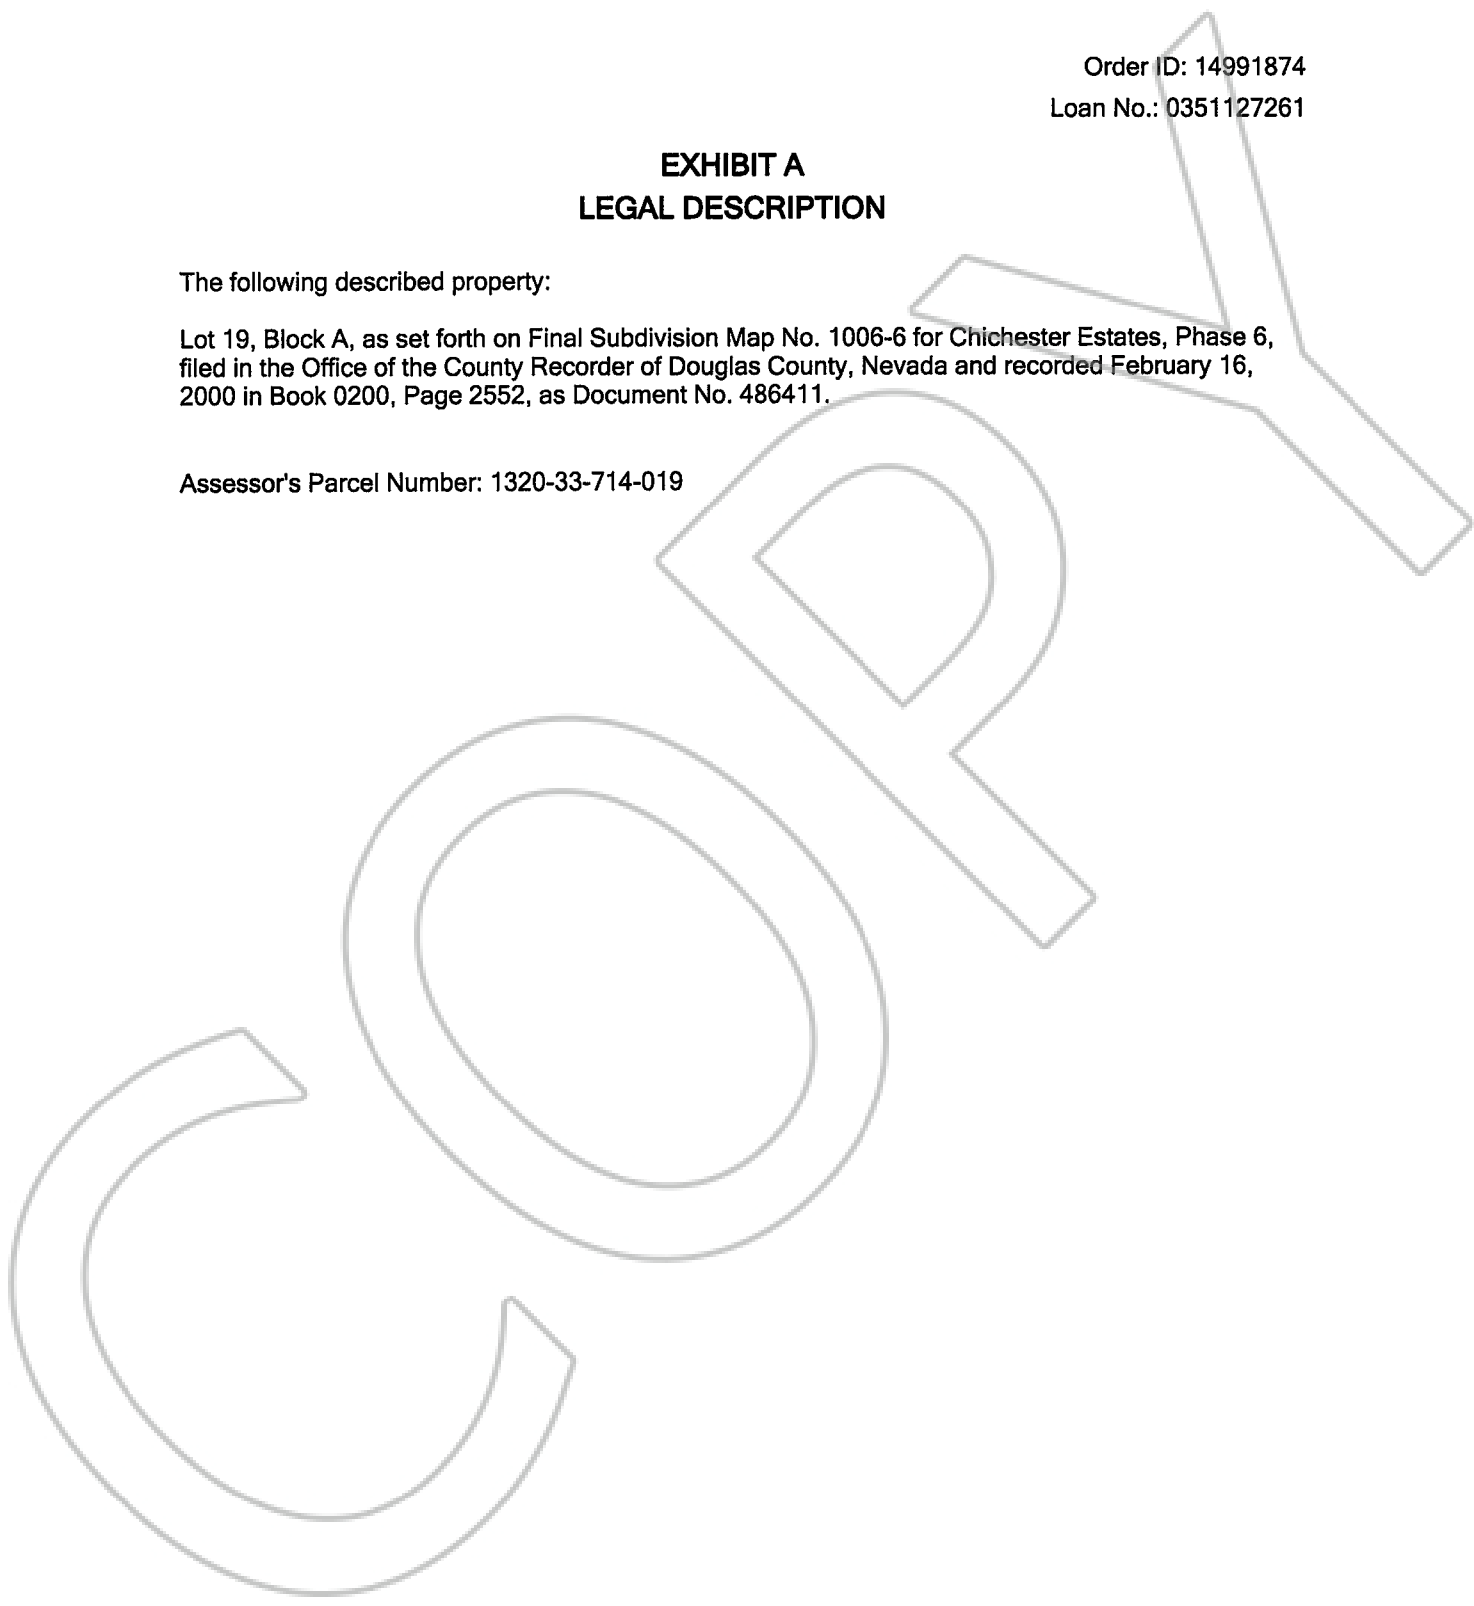 Order ID: 14991874
Loan No.: 0351127261
EXHIBIT A
LEGAL DESCRIPTION
The following described property:
Lot 19, Block A, as set forth on Final Subdivision Map No. 1006-6 for Chichester Estates, Phase 6,
filed in the Office of the County Recorder of Douglas County, Nevada and recorded February 16,
2000 in Book 0200, Page 2552, as Document No. 486411.
Assessor's Parcel Number: 1320-33-714-019
COPY